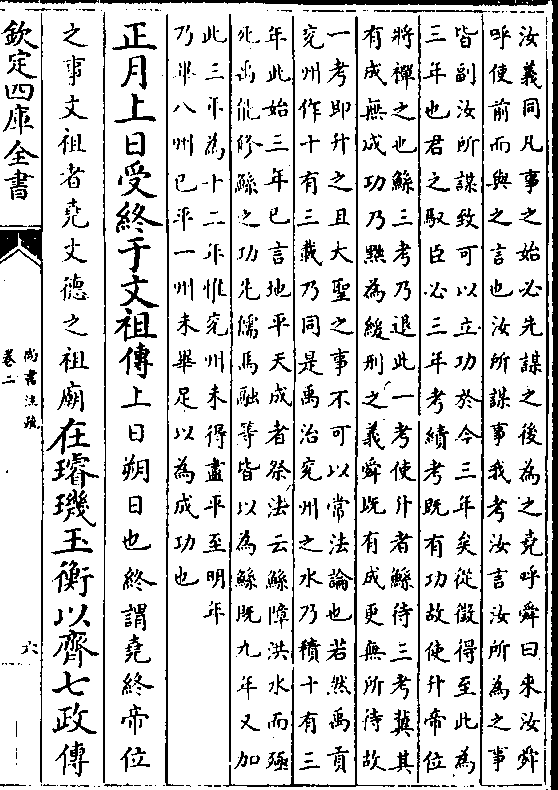 汝義同凡事之始必先謀之後為之堯呼舜曰來汝舜
呼使前而與之言也汝所謀事我考汝言汝所為之事
皆副汝所謀致可以立功於今三年矣從徵得至此為
三年也君之馭臣必三年考績考既有功故使升帝位
將禪之也鯀三考乃退此一考使升者鯀待三考冀其
有成無成功乃黜為緩刑之義舜既有成更無所待故
一考即升之且大聖之事不可以常法論也若然禹貢
兖州作十有三載乃同是禹治兖州之水乃積十有三
年此始三年已言地平天成者祭法云鯀障洪水而殛
死禹能修鯀之功先儒馬融等皆以為鯀既九年又加
此三年為十二年惟兖州未得盡平至明年
乃畢八州已平一州未畢足以為成功也
正月上日受終于文祖傳上日朔日也終謂堯終帝位
之事文祖者堯文德之祖廟在璿璣玉衡以齊七政傳
欽定四庫全書
尚書注疏
卷二
六